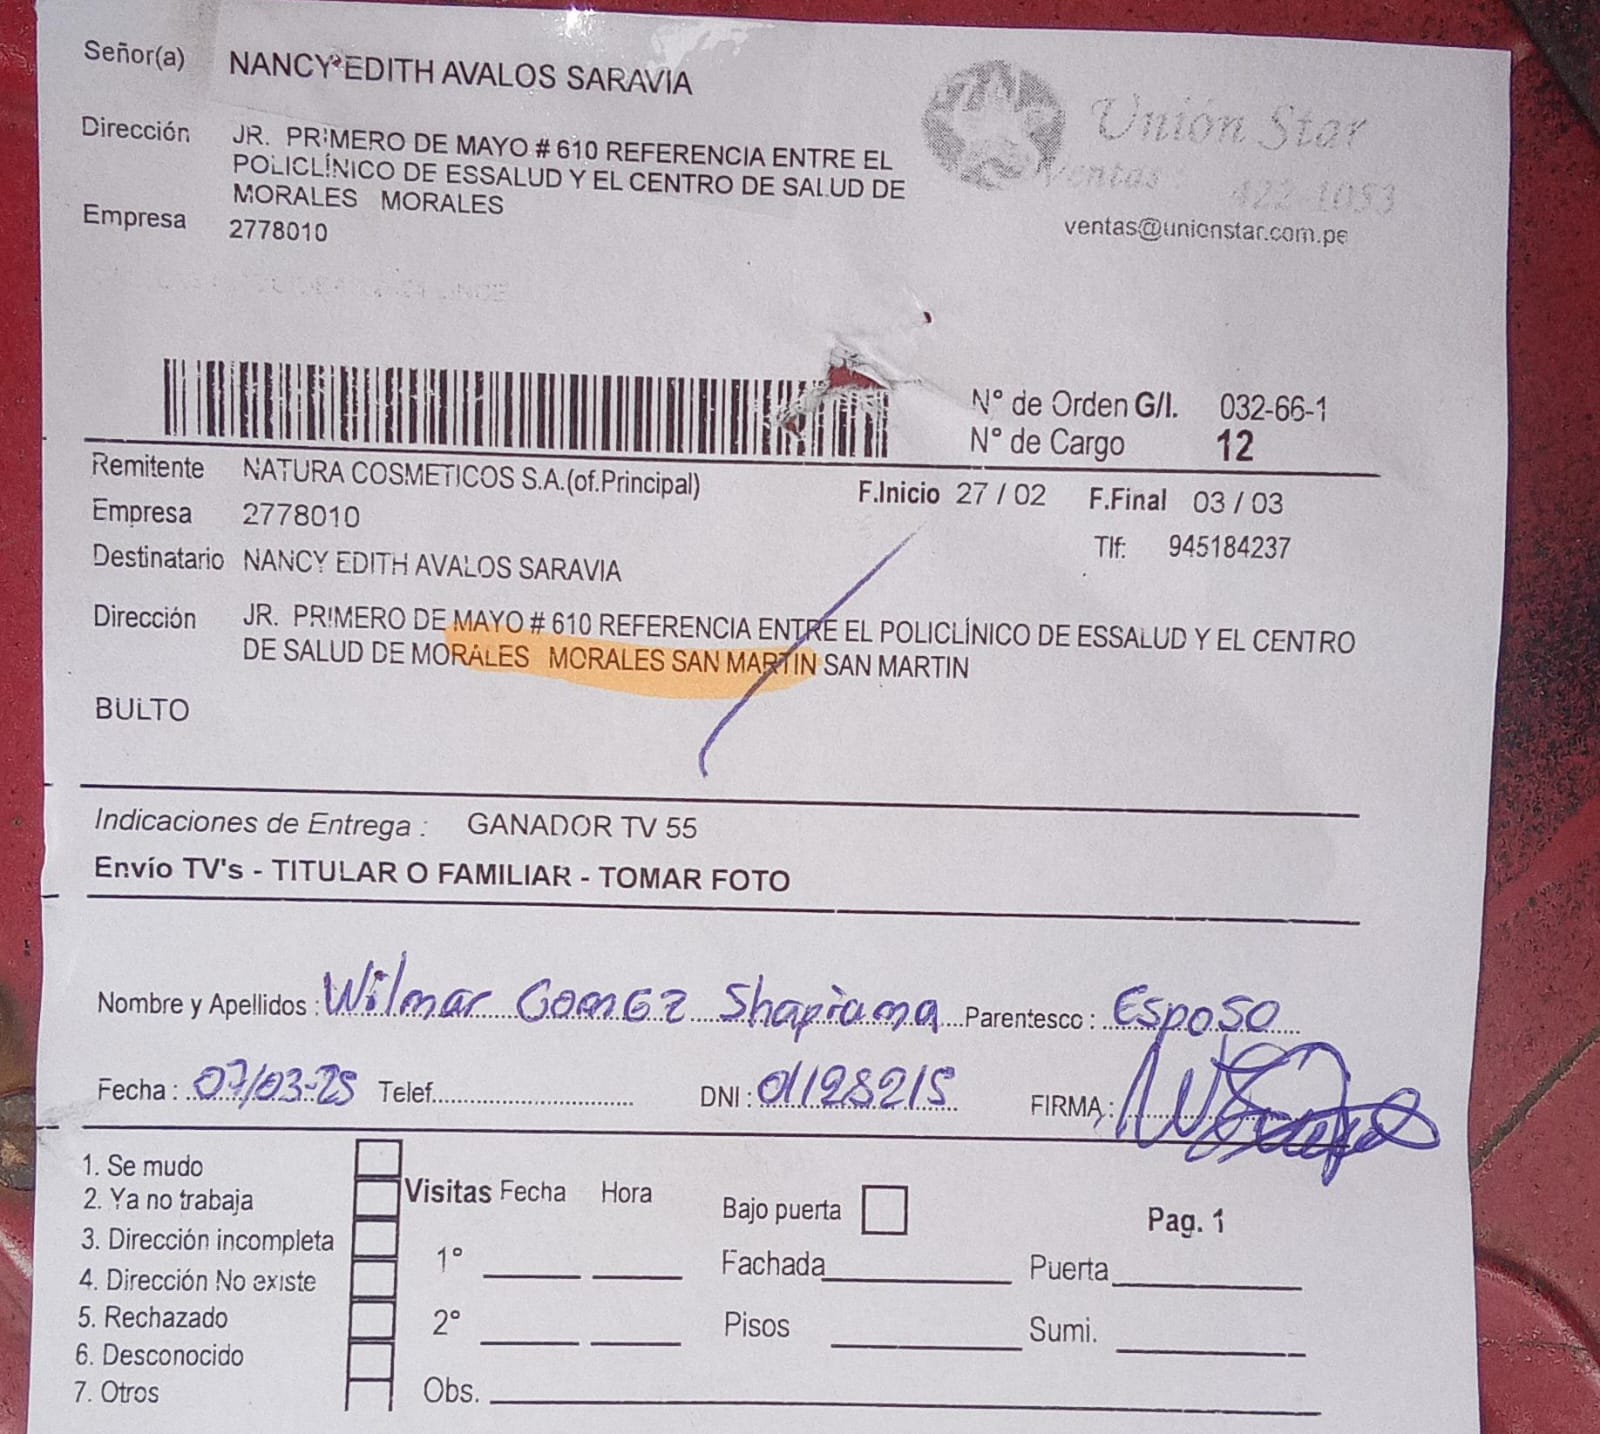 Señor(a) NANCY EDITH AVALOS SARAVIA
Unión Star
Dirección JR. PRIMERO DE MAYO # 610 REFERENCIA ENTRE EL
POLICLÍNICO DE ESSALUD Y EL CENTRO DE SALUD DE
MORALES MORALES
Ventas: 422-1053
Empresa 2778010
ventas@unionstar.com.pe
N° de Orden G/I. 032-66-1
N° de Cargo 12
Remitente NATURA COSMETICOS S.A.(of.Principal)
F.Inicio 27 / 02 F.Final 03 / 03
Empresa 2778010
Tlf: 945184237
Destinatario NANCY EDITH AVALOS SARAVIA
Dirección JR. PRIMERO DE MAYO # 610 REFERENCIA ENTRE EL POLICLÍNICO DE ESSALUD Y EL CENTRO
DE SALUD DE MORALES MORALES SAN MARTIN SAN MARTIN
BULTO
Indicaciones de Entrega : GANADOR TV 55
Envío TV's - TITULAR O FAMILIAR - TOMAR FOTO
Nombre y Apellidos : Wilmar Gomez Shapiama Parentesco : Esposo
Fecha : 07/03-25 Telef. DNI : 01128215 FIRMA :
1. Se mudo
2. Ya no trabaja
3. Dirección incompleta
4. Dirección No existe
5. Rechazado
6. Desconocido
7. Otros
Visitas Fecha Hora
1°
2°
Obs.
Bajo puerta
Pag. 1
Fachada Puerta
Pisos Sumi.